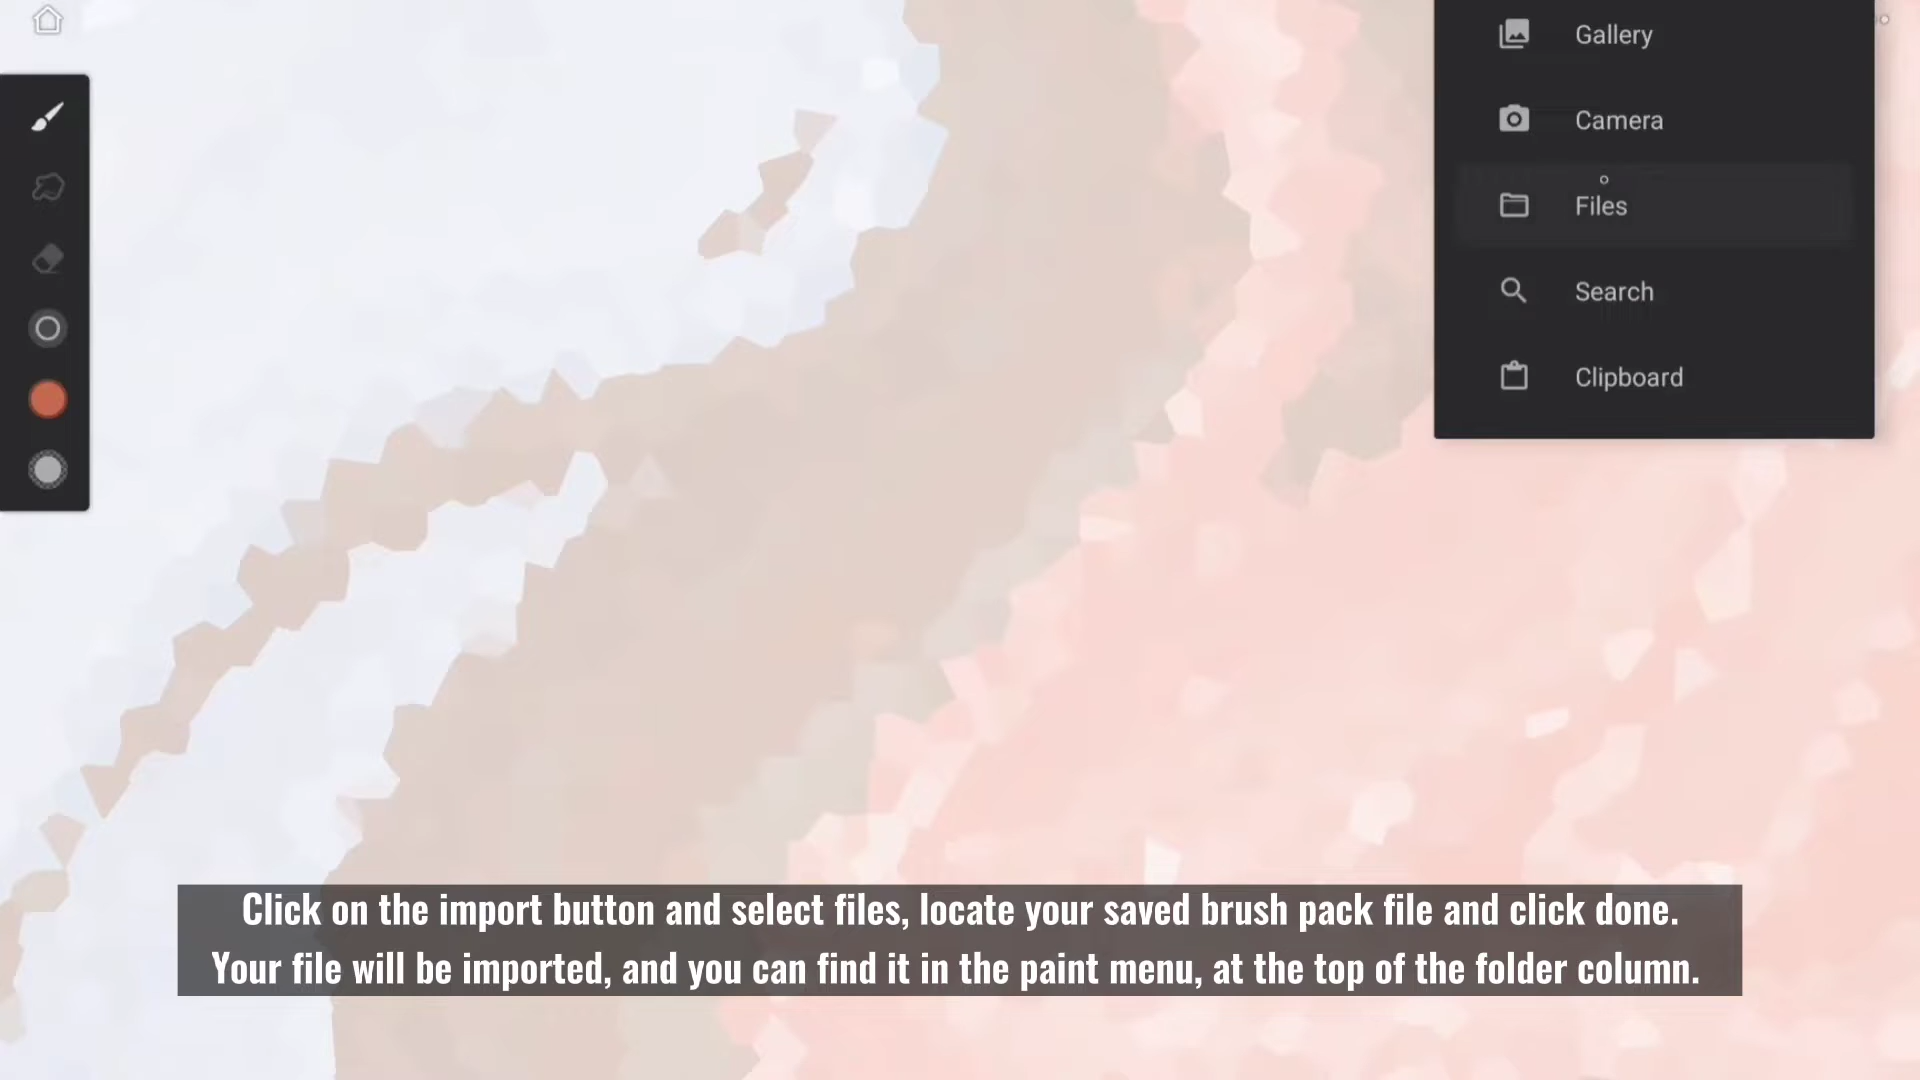 Gallery
Camera
Files
Search
Clipboard
Click on the import button and select files, locate your saved brush pack file and click done.
Your file will be imported, and you can find it in the paint menu, at the top of the folder column.